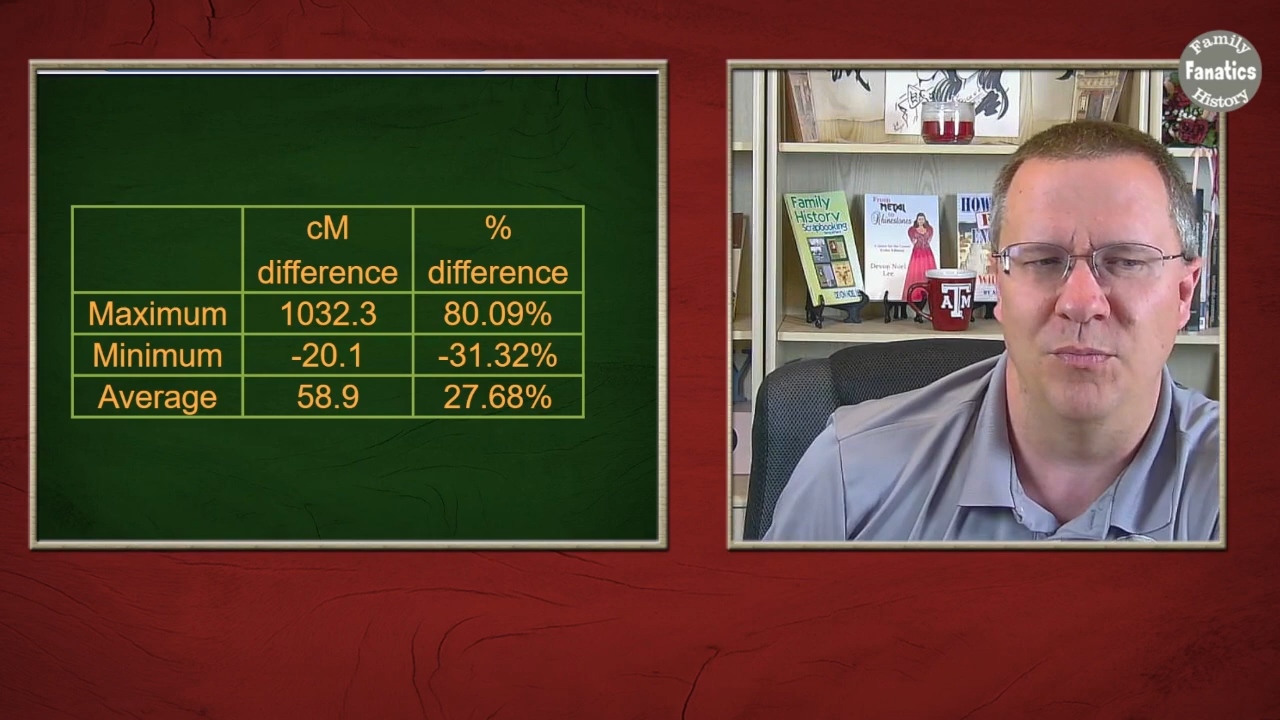 cM difference
% difference
Maximum 1032.3 80.09%
Minimum -20.1 -31.32%
Average 58.9 27.68%
Family
Fanatics
History
Family
History
Scrapbooking
From
METAL
to
Rhinestones
Devon Noel
Lee
HOW
A M